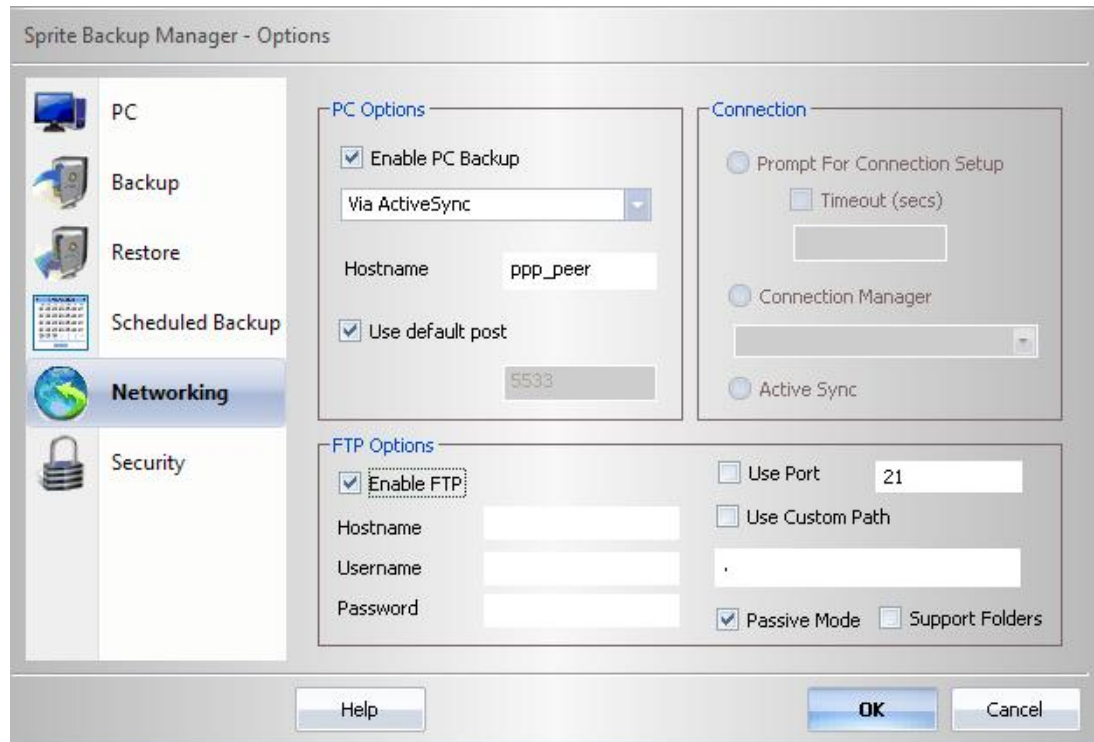 Sprite Backup Manager - Options
PC
Backup
Restore
Scheduled Backup
Networking
Security
PC Options
Enable PC Backup
Via ActiveSync
Hostname ppp_peer
Use default post
5533
Connection
Prompt For Connection Setup
Timeout (secs)
Connection Manager
Active Sync
FTP Options
Enable FTP
Hostname
Username
Password
Use Port 21
Use Custom Path
.
Passive Mode Support Folders
Help OK Cancel